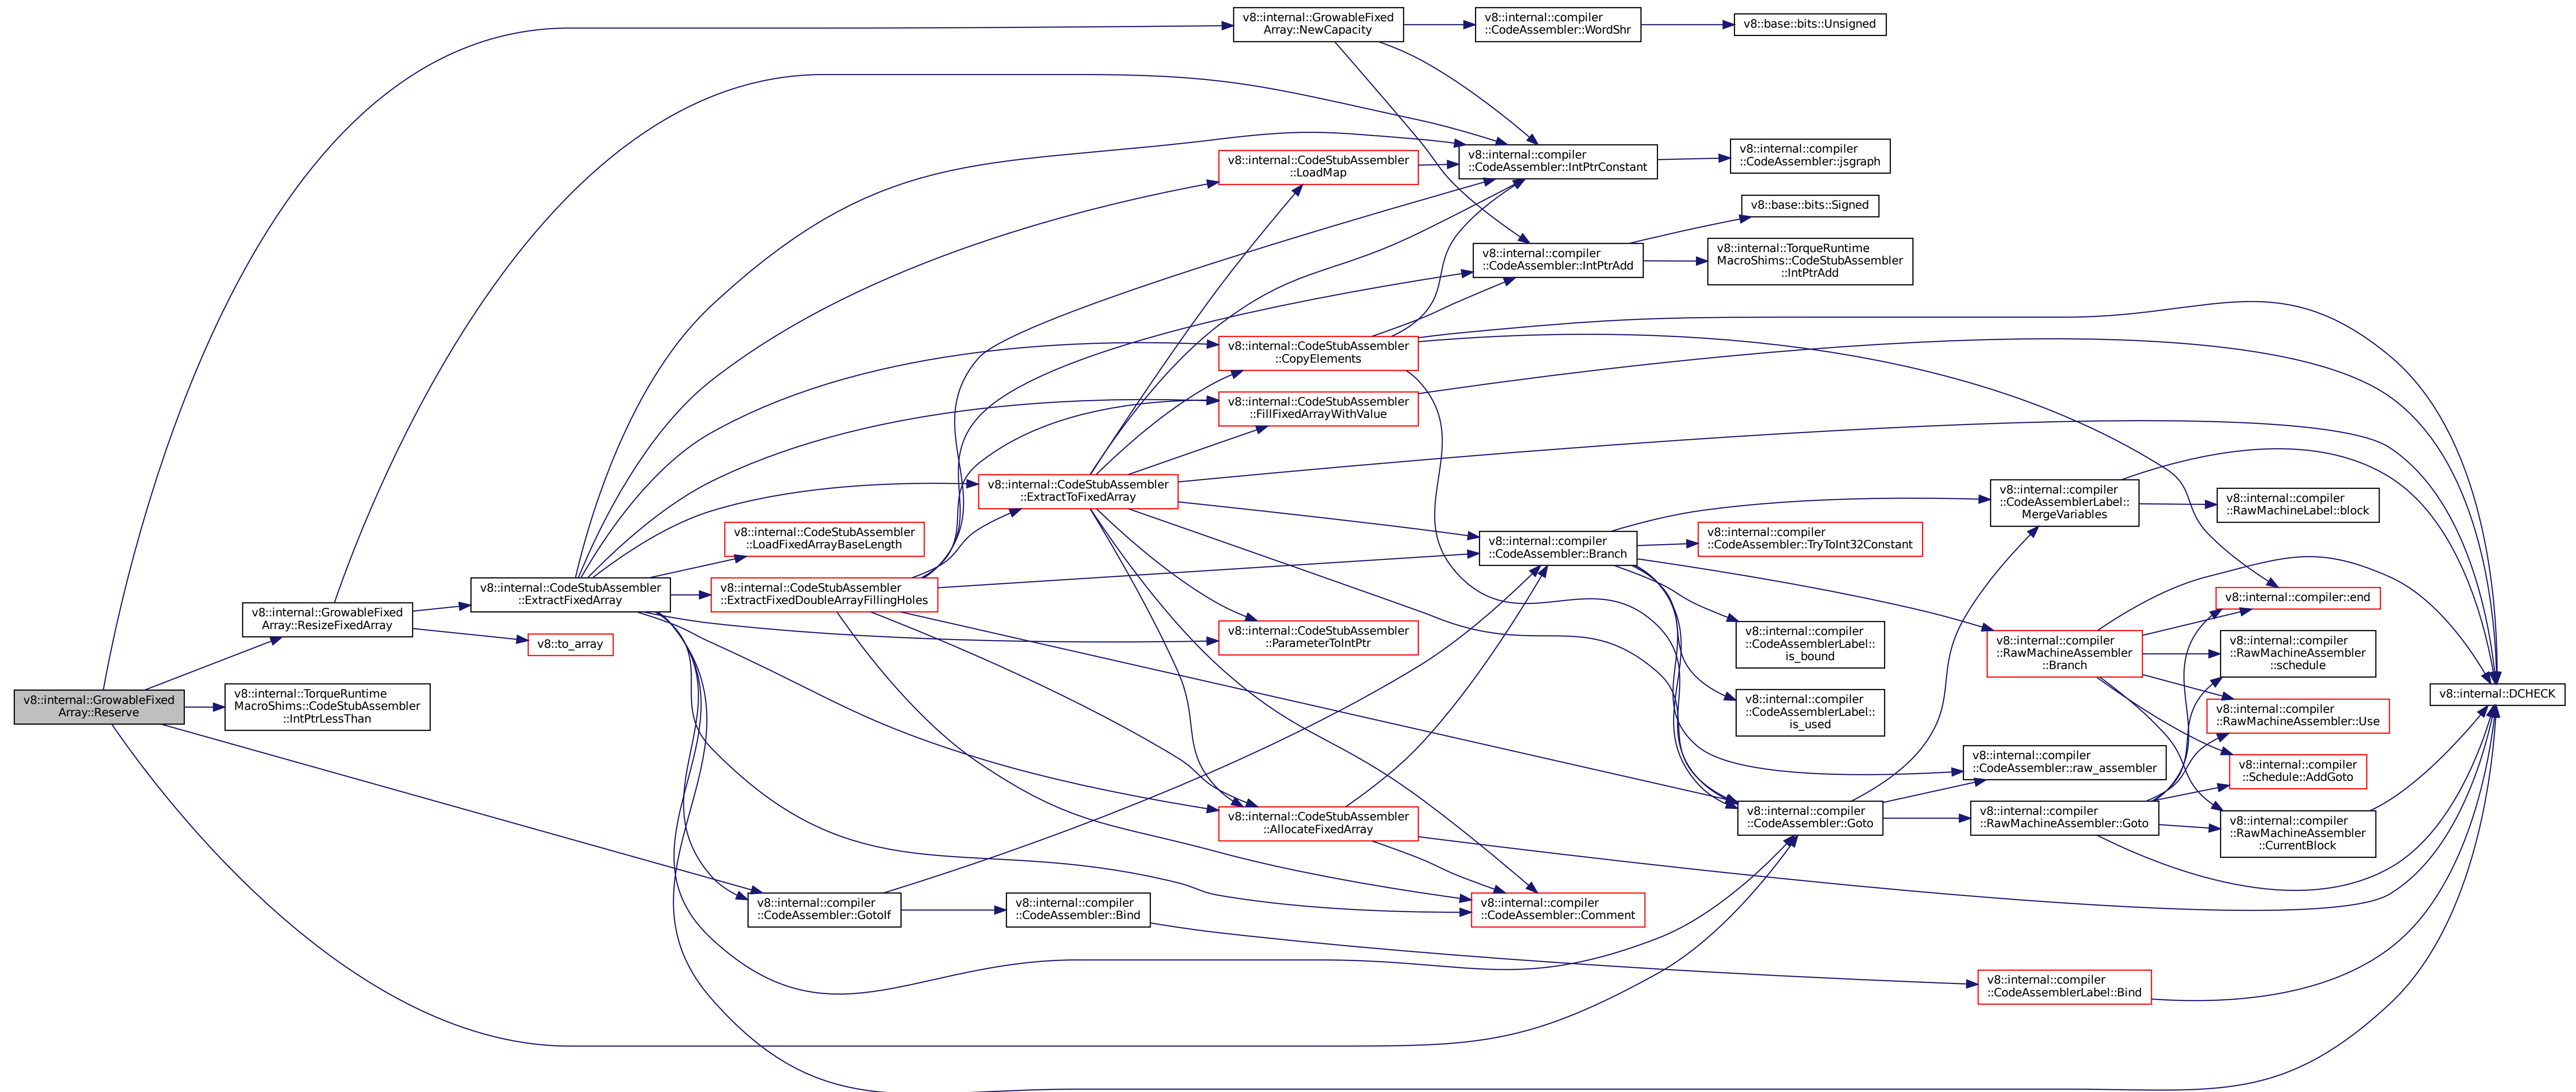 v8::internal::GrowableFixed
Array::Reserve
v8::internal::GrowableFixed
Array::ResizeFixedArray
v8::internal::TorqueRuntime
MacroShims::CodeStubAssembler
::IntPtrLessThan
v8::internal::CodeStubAssembler
::ExtractFixedArray
v8::to_array
v8::internal::CodeStubAssembler
::LoadFixedArrayBaseLength
v8::internal::CodeStubAssembler
::ExtractFixedDoubleArrayFillingHoles
v8::internal::compiler
::CodeAssembler::GotoIf
v8::internal::CodeStubAssembler
::ExtractToFixedArray
v8::internal::compiler
::CodeAssembler::Bind
v8::internal::GrowableFixed
Array::NewCapacity
v8::internal::CodeStubAssembler
::LoadMap
v8::internal::CodeStubAssembler
::CopyElements
v8::internal::CodeStubAssembler
::FillFixedArrayWithValue
v8::internal::CodeStubAssembler
::ParameterToIntPtr
v8::internal::CodeStubAssembler
::AllocateFixedArray
v8::internal::compiler
::CodeAssembler::WordShr
v8::internal::compiler
::CodeAssembler::IntPtrConstant
v8::internal::compiler
::CodeAssembler::IntPtrAdd
v8::internal::compiler
::CodeAssembler::Branch
v8::internal::compiler
::CodeAssembler::Comment
v8::base::bits::Unsigned
v8::internal::compiler
::CodeAssembler::jsgraph
v8::base::bits::Signed
v8::internal::TorqueRuntime
MacroShims::CodeStubAssembler
::IntPtrAdd
v8::internal::compiler
::CodeAssembler::TryToInt32Constant
v8::internal::compiler
::CodeAssemblerLabel::
is_bound
v8::internal::compiler
::CodeAssemblerLabel::
is_used
v8::internal::compiler
::CodeAssembler::Goto
v8::internal::compiler
::CodeAssemblerLabel::
MergeVariables
v8::internal::compiler
::RawMachineAssembler
::Branch
v8::internal::compiler
::CodeAssembler::raw_assembler
v8::internal::compiler
::RawMachineAssembler::Goto
v8::internal::compiler
::CodeAssemblerLabel::Bind
v8::internal::compiler
::RawMachineLabel::block
v8::internal::compiler::end
v8::internal::compiler
::RawMachineAssembler
::schedule
v8::internal::compiler
::RawMachineAssembler::Use
v8::internal::compiler
::Schedule::AddGoto
v8::internal::compiler
::RawMachineAssembler
::CurrentBlock
v8::internal::DCHECK